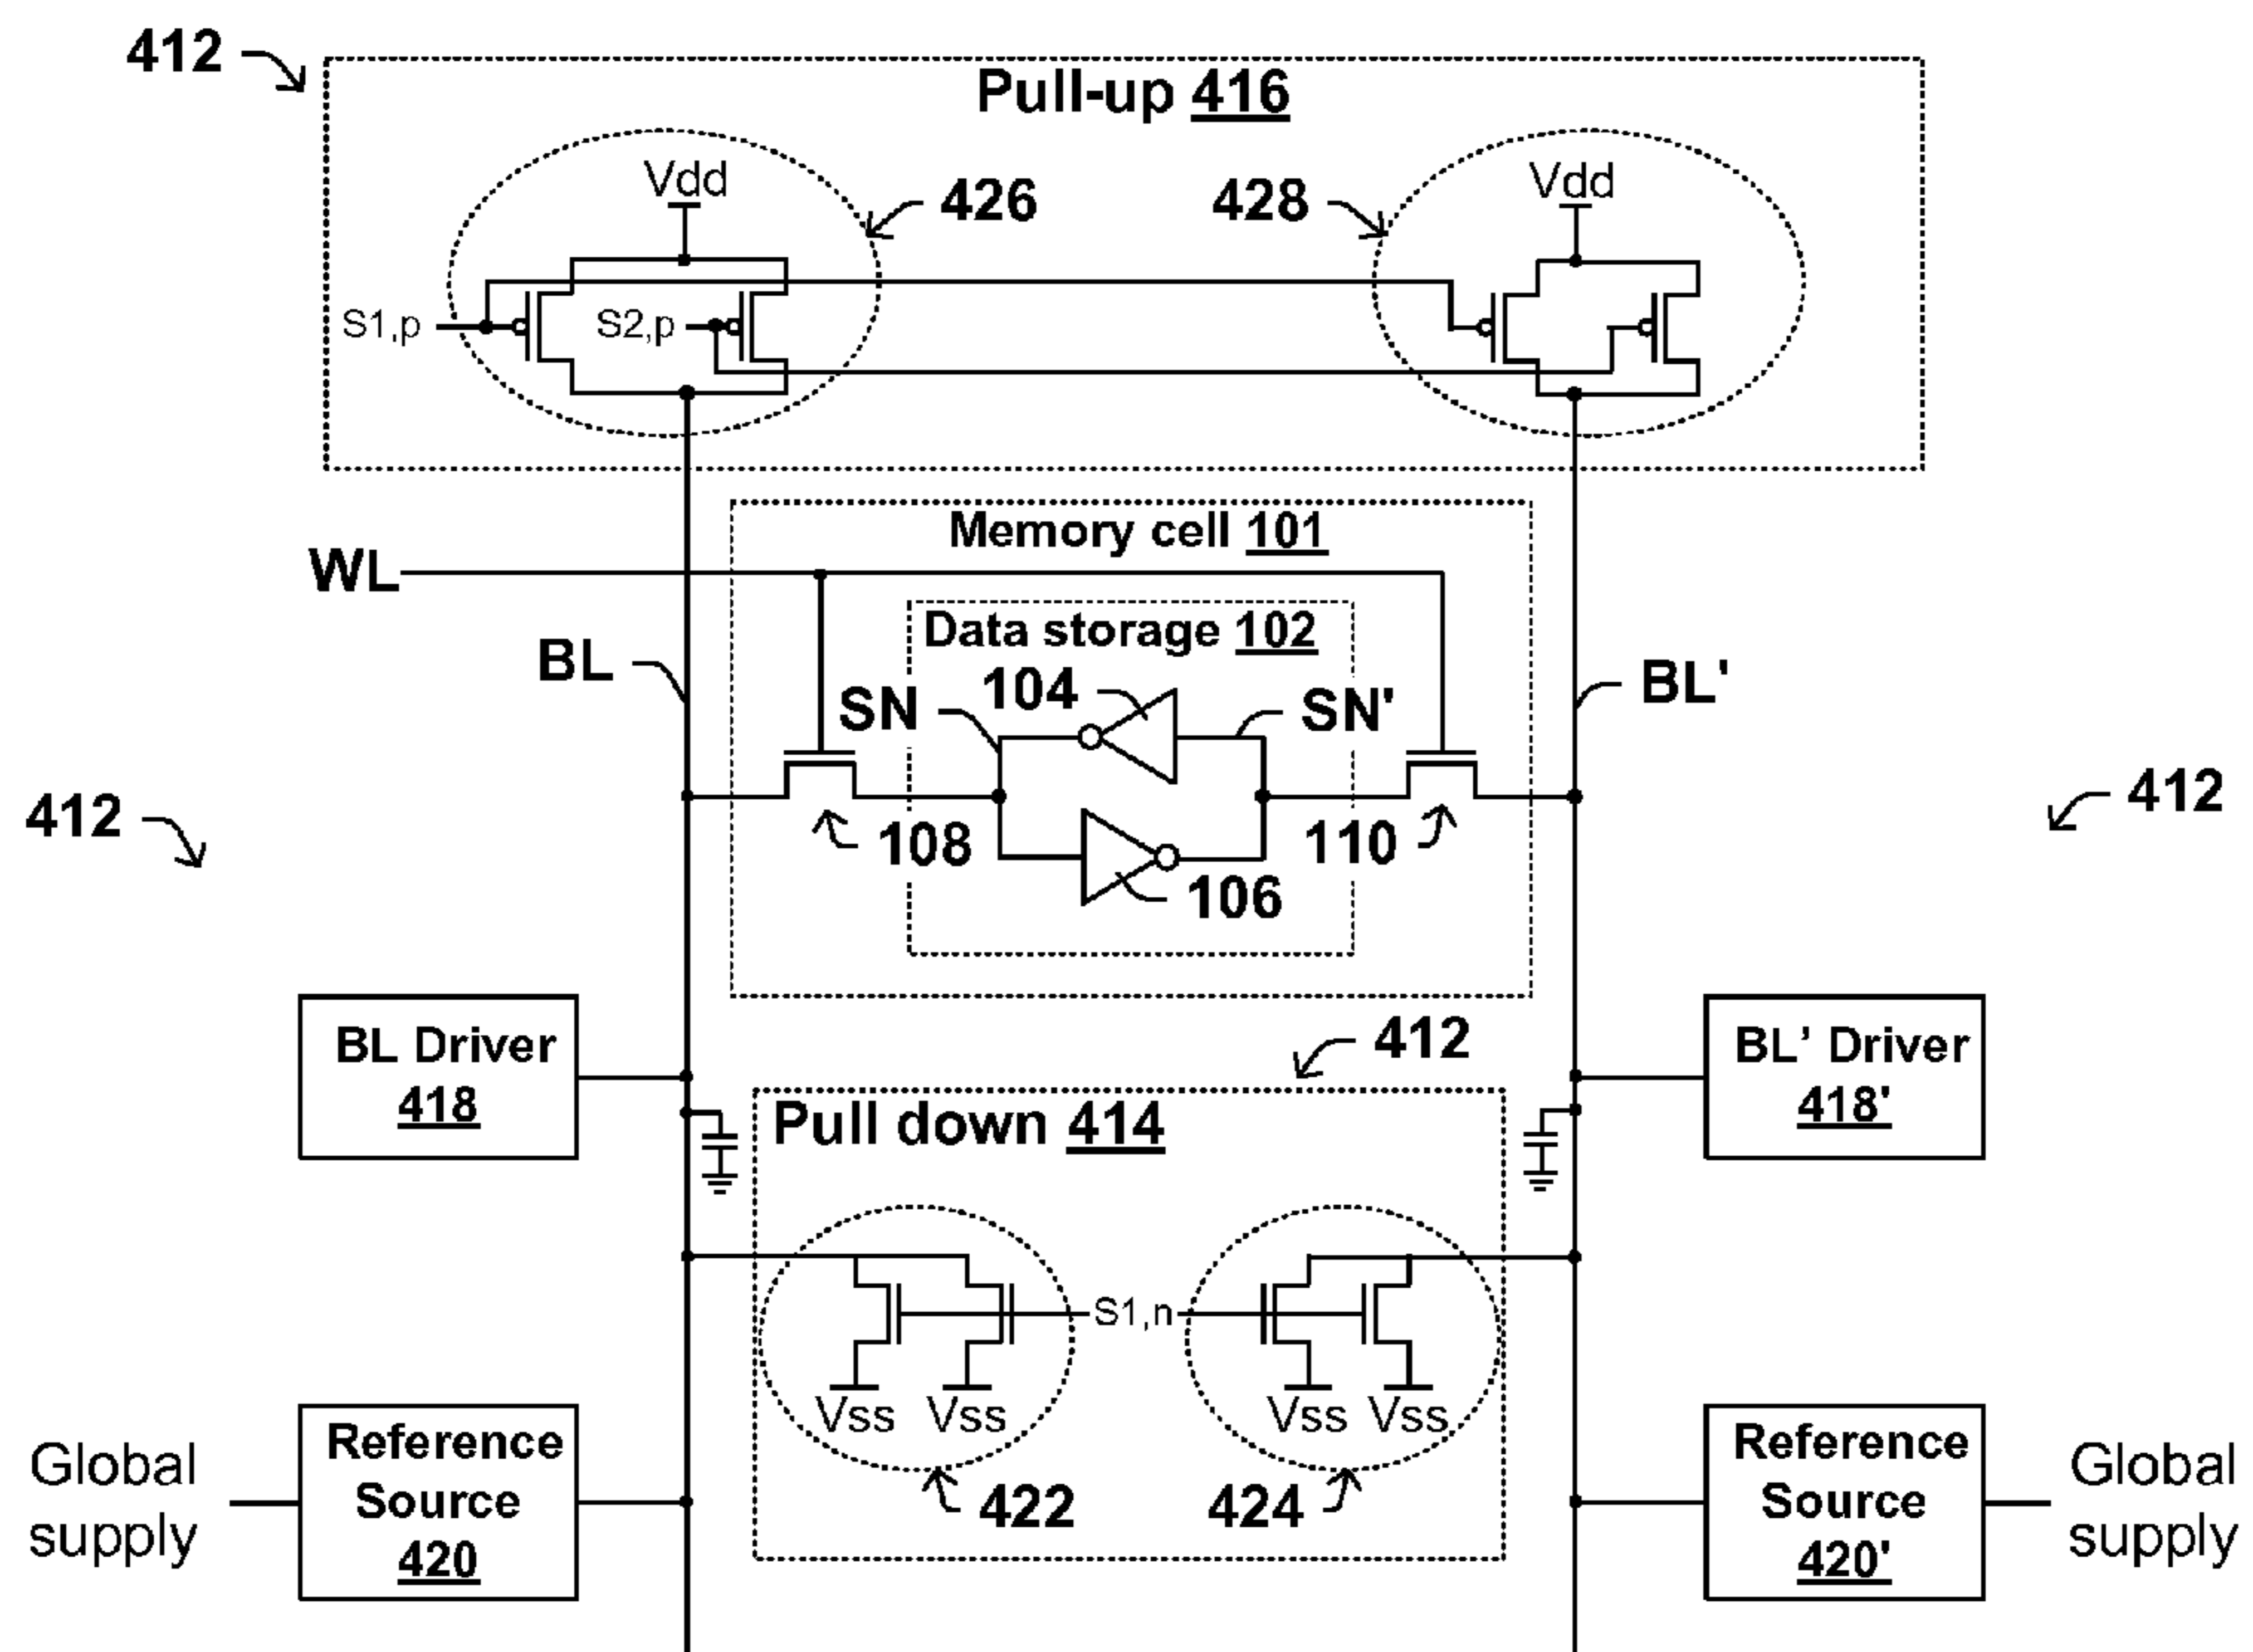 412
Pull-up 416
Vdd
426
428
Vdd
S1,p
S2,p
Memory cell 101
WL
Data storage 102
BL
SN
104
SN'
BL'
412
108
106
110
412
BL Driver
418
412
BL' Driver
418'
Pull down 414
S1,n
Vss Vss
Vss Vss
422
424
Global
supply
Reference
Source
420
Reference
Source
420'
Global
supply